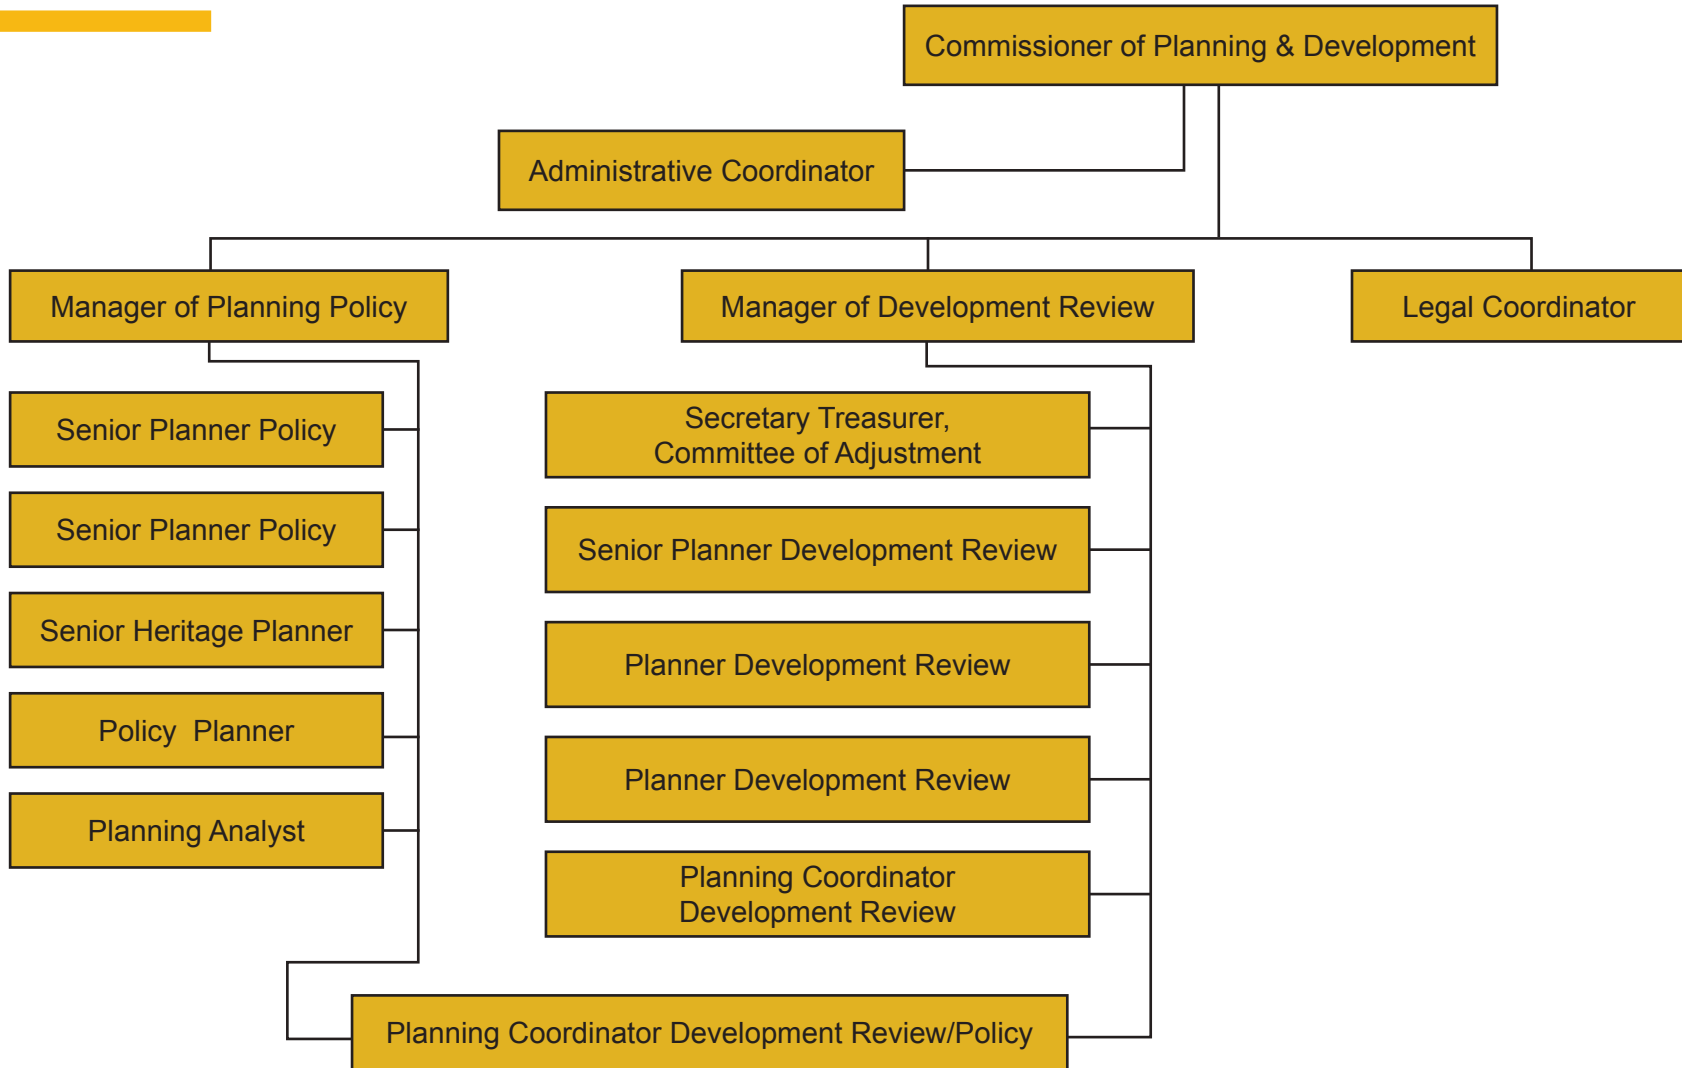 Commissioner of Planning & Development
Administrative Coordinator
Manager of Planning Policy
Manager of Development Review
Legal Coordinator
Senior Planner Policy
Senior Planner Policy
Senior Heritage Planner
Policy  Planner
Planning Analyst
Secretary Treasurer,
Committee of Adjustment
Senior Planner Development Review
Planner Development Review
Planner Development Review
Planning Coordinator
Development Review
Planning Coordinator Development Review/Policy